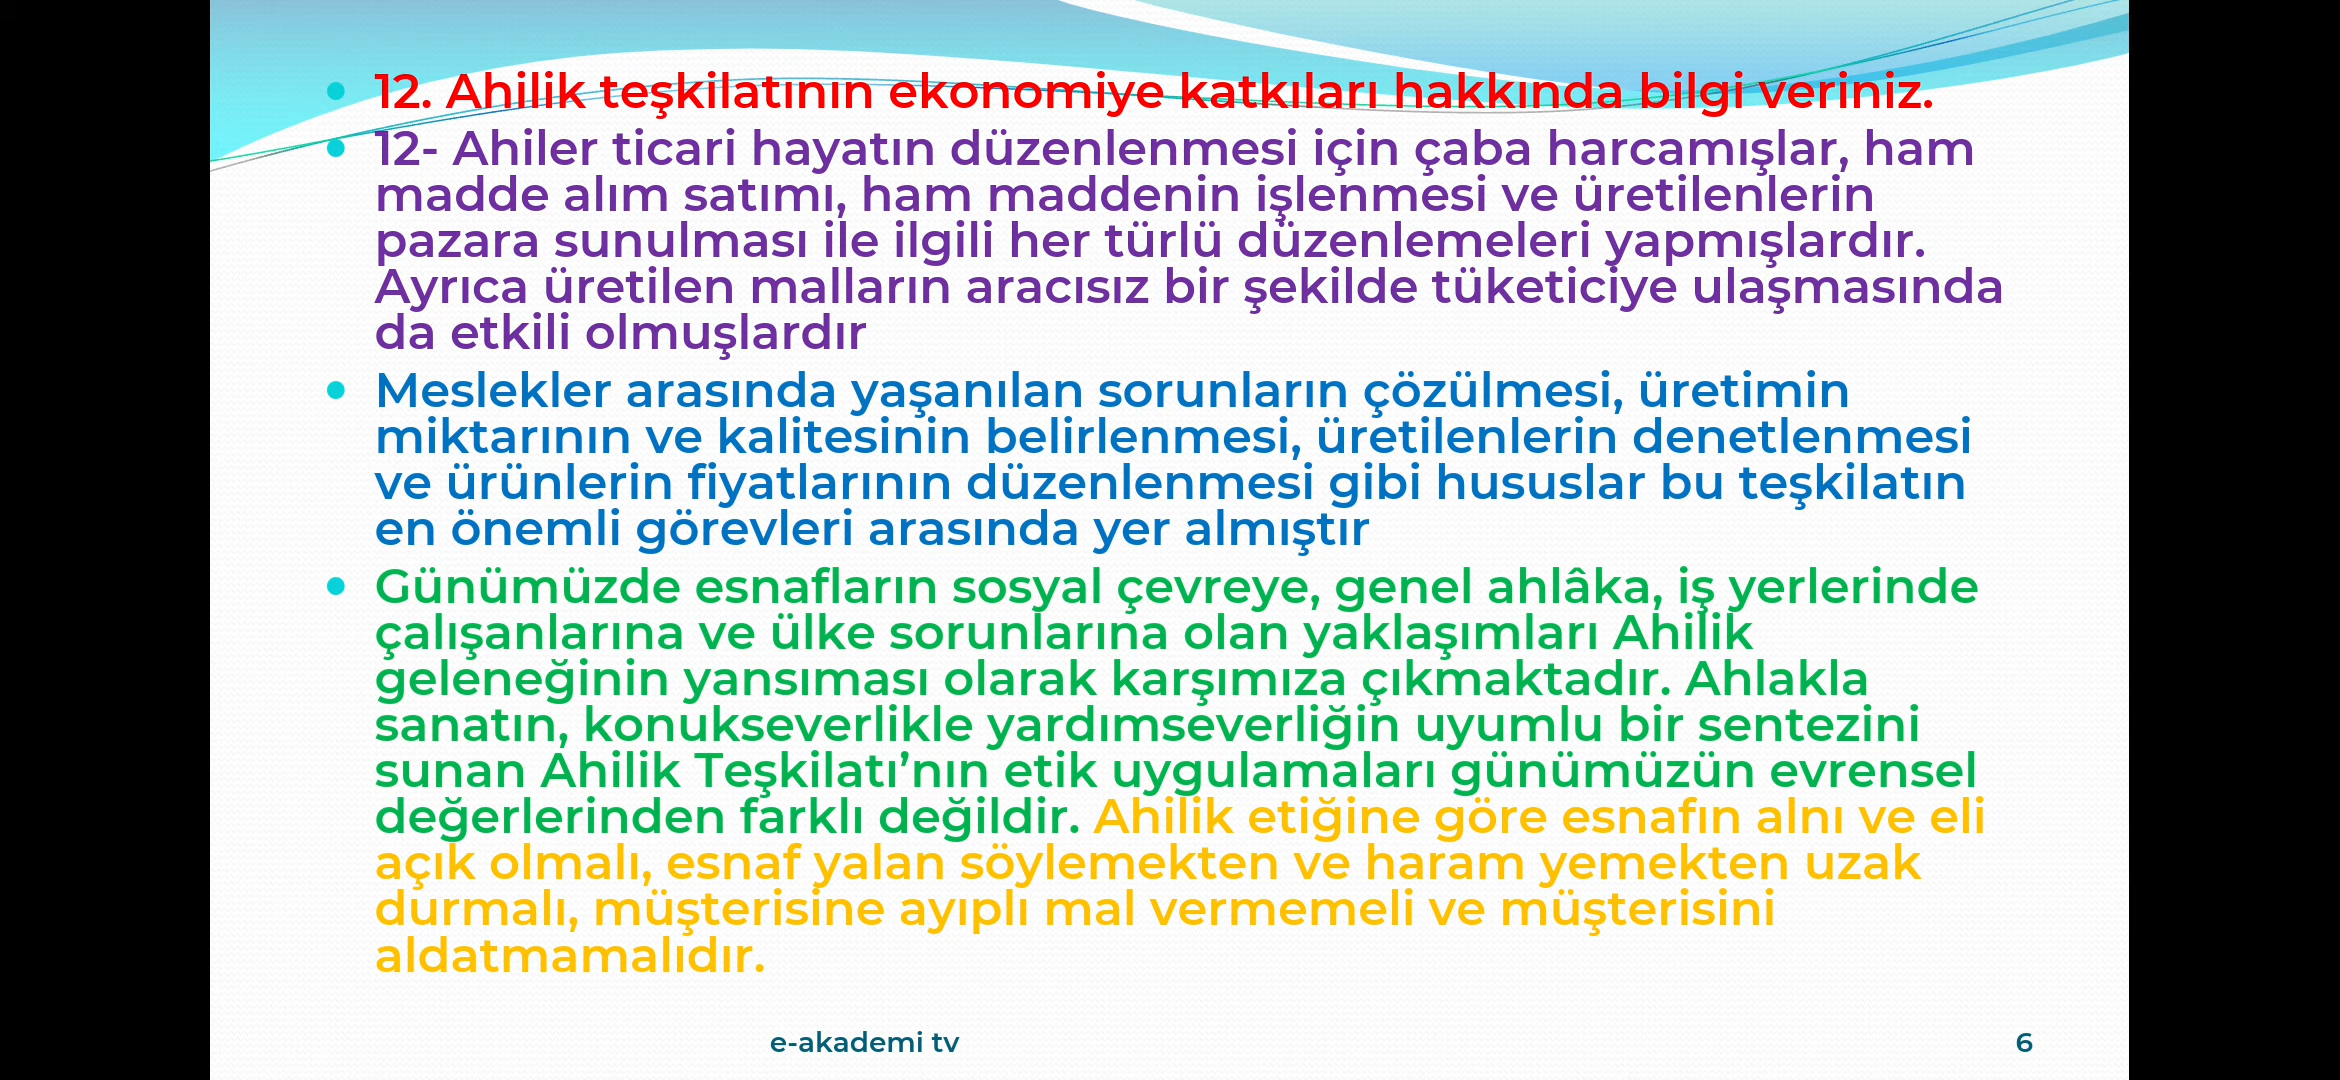 12. Ahilik teşkilatının ekonomiye katkıları hakkında bilgi veriniz.
12- Ahiler ticari hayatın düzenlenmesi için çaba harcamışlar, ham
madde alım satımı, ham maddenin işlenmesi ve üretilenlerin
pazara sunulması ile ilgili her türlü düzenlemeleri yapmışlardır.
Ayrıca üretilen malların aracısız bir şekilde tüketiciye ulaşmasında
da etkili olmuşlardır
Meslekler arasında yaşanılan sorunların çözülmesi, üretimin
miktarının ve kalitesinin belirlenmesi, üretilenlerin denetlenmesi
ve ürünlerin fiyatlarının düzenlenmesi gibi hususlar bu teşkilatın
en önemli görevleri arasında yer almıştır
Günümüzde esnafların sosyal çevreye, genel ahlâka, iş yerlerinde
çalışanlarına ve ülke sorunlarına olan yaklaşımları Ahilik
geleneğinin yansıması olarak karşımıza çıkmaktadır. Ahlakla
sanatın, konukseverlikle yardımseverliğin uyumlu bir sentezini
sunan Ahilik Teşkilatı’nın etik uygulamaları günümüzün evrensel
değerlerinden farklı değildir. Ahilik etiğine göre esnafın alnı ve eli
açık olmalı, esnaf yalan söylemekten ve haram yemekten uzak
durmalı, müşterisine ayıplı mal vermemeli ve müşterisini
aldatmamalıdır.
e-akademi tv
6